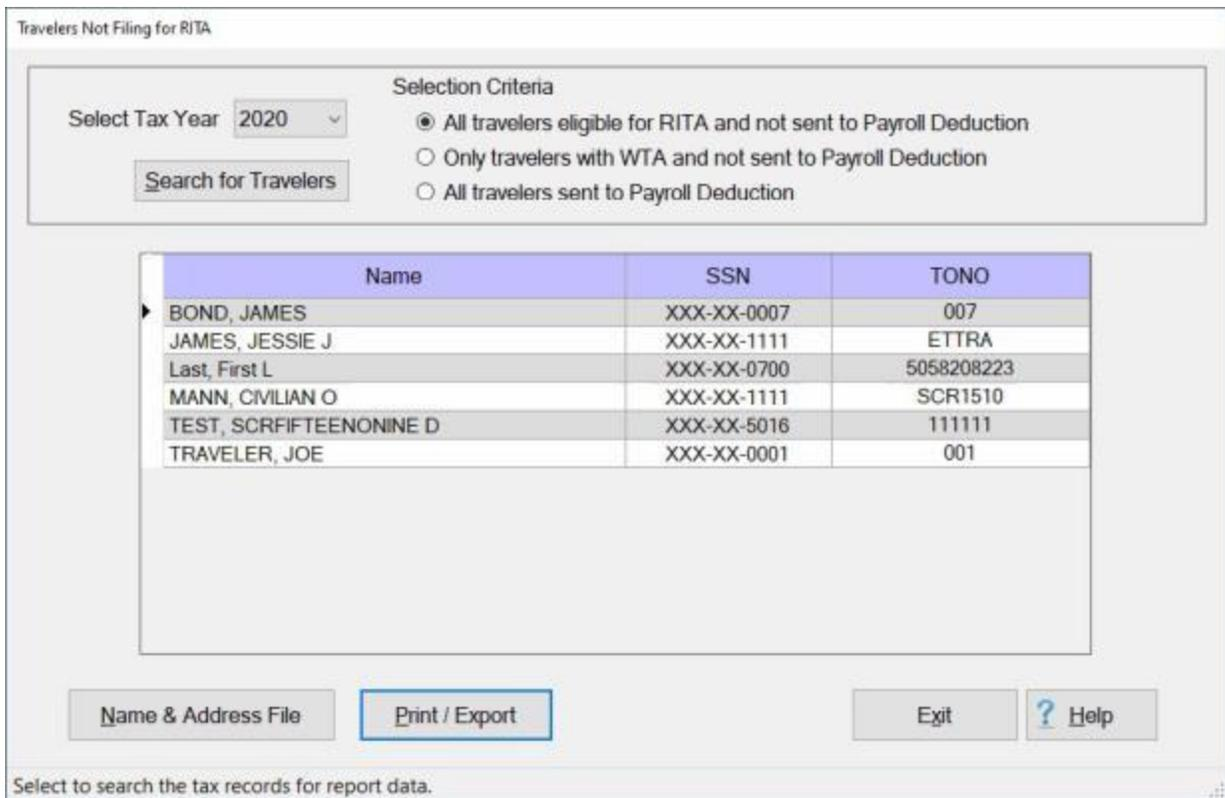 Travelers Not Filing for RITA
Selection Criteria
Select Tax Year 2020
All travelers eligible for RITA and not sent to Payroll Deduction
Only travelers with WTA and not sent to Payroll Deduction
Search for Travelers
All travelers sent to Payroll Deduction
Name SSN TONO
BOND, JAMES XXX-XX-0007 007
JAMES, JESSIE J XXX-XX-1111 ETTRA
Last, First L XXX-XX-0700 5058208223
MANN, CIVILIAN O XXX-XX-1111 SCR1510
TEST, SCRFIFTEENONINE D XXX-XX-5016 111111
TRAVELER, JOE XXX-XX-0001 001
Name & Address File Print / Export Exit ? Help
Select to search the tax records for report data.